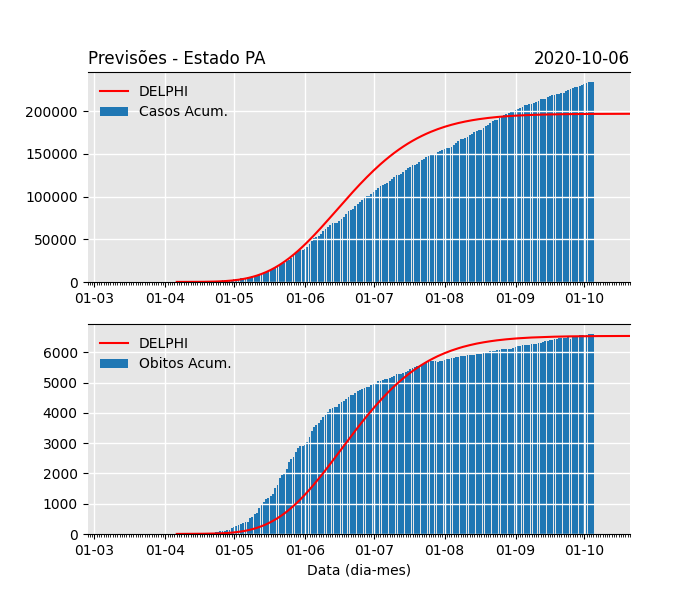 Previsões - Estado PA 2020-10-06
DELPHI
Casos Acum.
200000
150000
100000
50000
0
01-03 01-04 01-05 01-06 01-07 01-08 01-09 01-10
DELPHI
Obitos Acum.
6000
5000
4000
3000
2000
1000
0
01-03 01-04 01-05 01-06 01-07 01-08 01-09 01-10
Data (dia-mes)